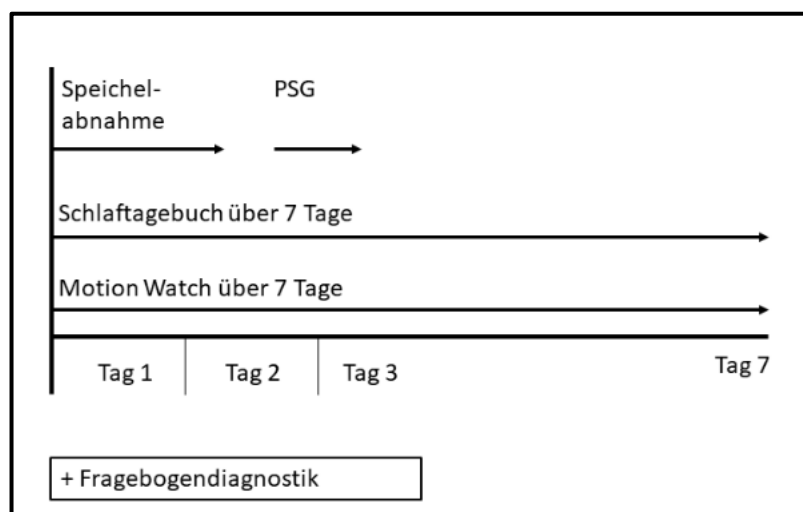 Speichel-
abnahme
PSG
Schlaftagebuch über 7 Tage
Motion Watch über 7 Tage
Tag 1
Tag 2
Tag 3
Tag 7
+ Fragebogendiagnostik